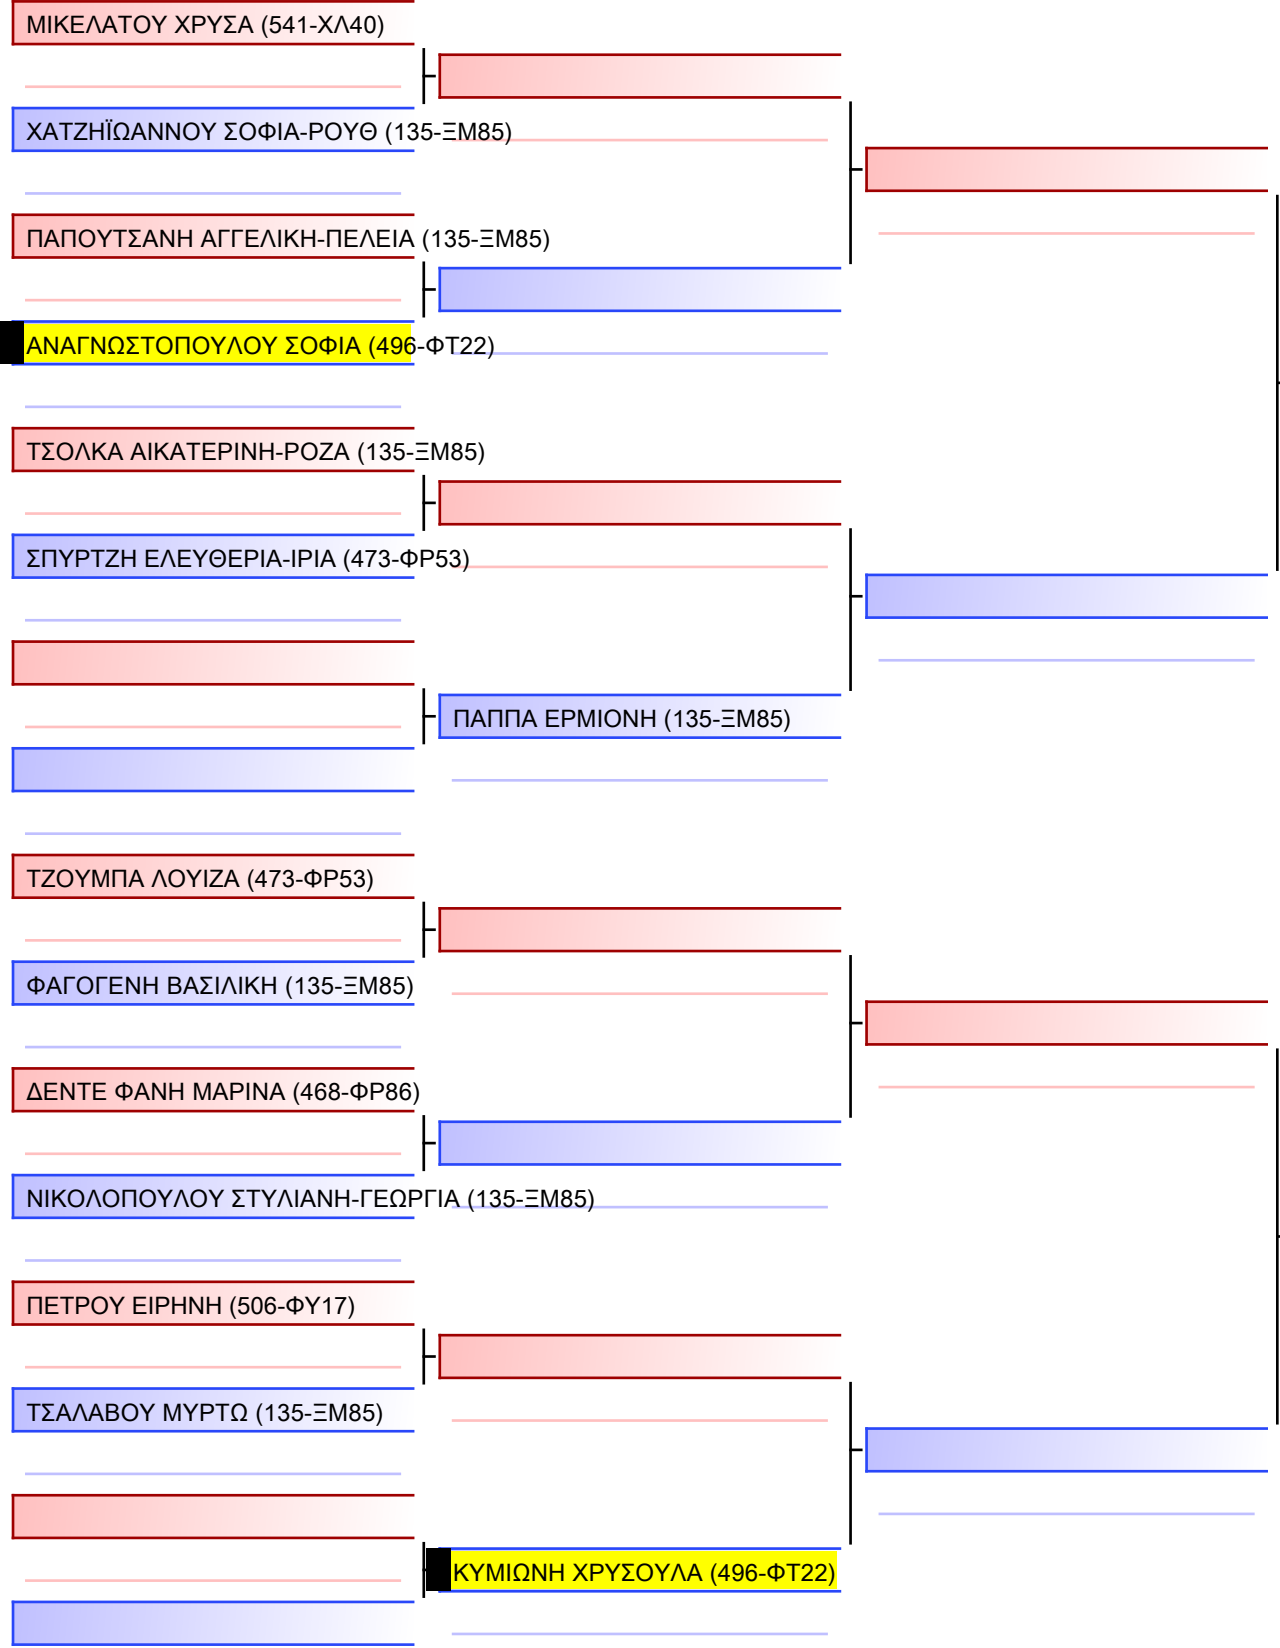 ΜΙΚΕΛΑΤΟΥ ΧΡΥΣΑ (541-ΧΛ40)
ΧΑΤΖΗΪΩΑΝΝΟΥ ΣΟΦΙΑ-ΡΟΥΘ (135-ΞΜ85)
ΠΑΠΟΥΤΣΑΝΗ ΑΓΓΕΛΙΚΗ-ΠΕΛΕΙΑ (135-ΞΜ85)
ΑΝΑΓΝΩΣΤΟΠΟΥΛΟΥ ΣΟΦΙΑ (496-ΦΤ22)
ΤΣΟΛΚΑ ΑΙΚΑΤΕΡΙΝΗ-ΡΟΖΑ (135-ΞΜ85)
ΣΠΥΡΤΖΗ ΕΛΕΥΘΕΡΙΑ-ΙΡΙΑ (473-ΦΡ53)
ΠΑΠΠΑ ΕΡΜΙΟΝΗ (135-ΞΜ85)
ΤΖΟΥΜΠΑ ΛΟΥΙΖΑ (473-ΦΡ53)
ΦΑΓΟΓΕΝΗ ΒΑΣΙΛΙΚΗ (135-ΞΜ85)
ΔΕΝΤΕ ΦΑΝΗ ΜΑΡΙΝΑ (468-ΦΡ86)
ΝΙΚΟΛΟΠΟΥΛΟΥ ΣΤΥΛΙΑΝΗ-ΓΕΩΡΓΙΑ (135-ΞΜ85)
ΠΕΤΡΟΥ ΕΙΡΗΝΗ (506-ΦΥ17)
ΤΣΑΛΑΒΟΥ ΜΥΡΤΩ (135-ΞΜ85)
ΚΥΜΙΩΝΗ ΧΡΥΣΟΥΛΑ (496-ΦΤ22)